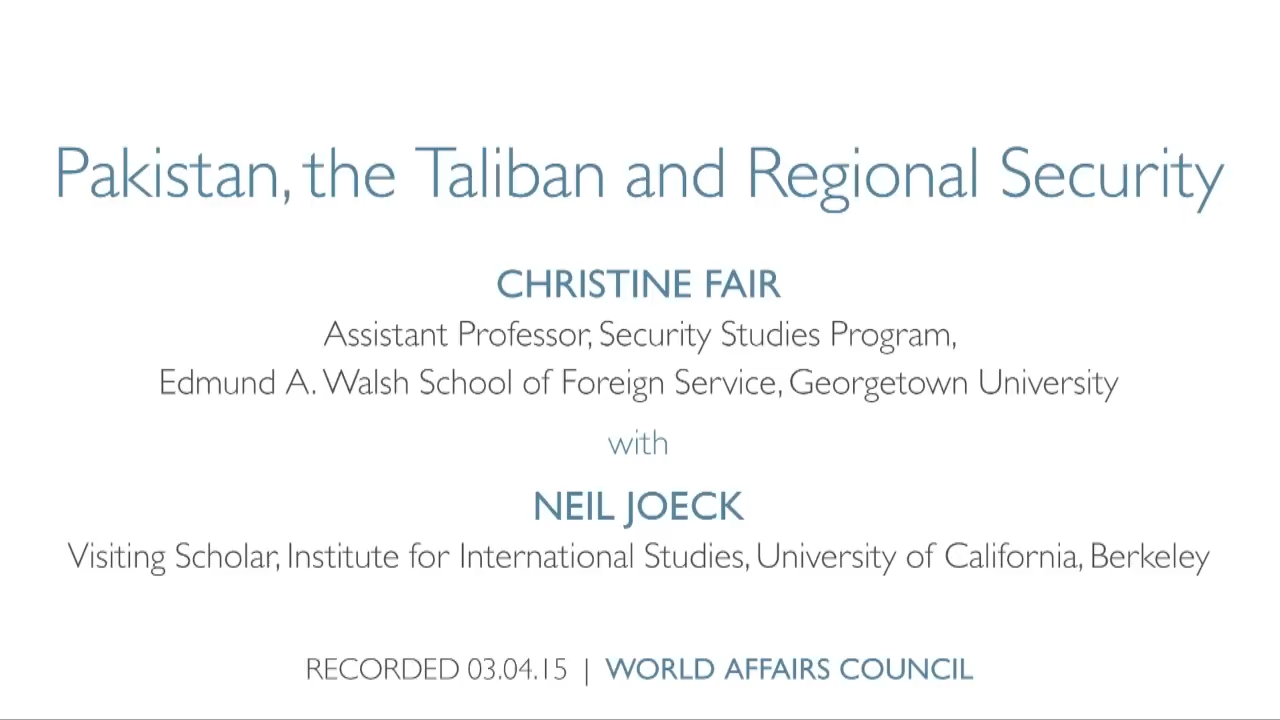 Pakistan, the Taliban and Regional Security
CHRISTINE FAIR
Assistant Professor, Security Studies Program,
Edmund A. Walsh School of Foreign Service, Georgetown University
with
NEIL JOECK
Visiting Scholar, Institute for International Studies, University of California, Berkeley
RECORDED 03.04.15 | WORLD AFFAIRS COUNCIL